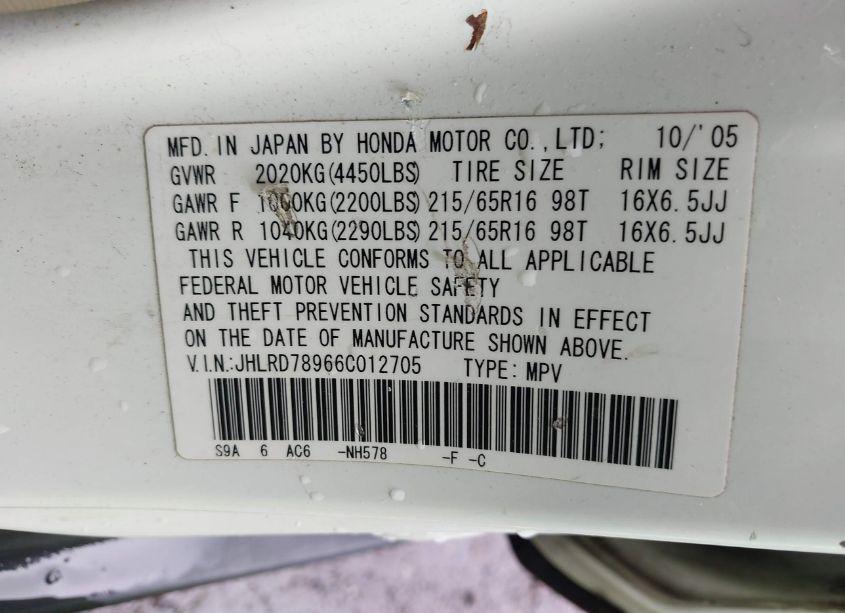 MFD. IN JAPAN BY HONDA MOTOR CO.,LTD; 10/'05
GVWR 2020KG(4450LBS) TIRE SIZE RIM SIZE
GAWR F 1000KG(2200LBS) 215/65R16 98T 16X6.5JJ
GAWR R 1040KG(2290LBS) 215/65R16 98T 16X6.5JJ
THIS VEHICLE CONFORMS TO ALL APPLICABLE
FEDERAL MOTOR VEHICLE SAFETY
AND THEFT PREVENTION STANDARDS IN EFFECT
ON THE DATE OF MANUFACTURE SHOWN ABOVE.
V.I.N.:JHLRD78966C012705 TYPE: MPV
S9A 6 AC6 -NH578 -F -C